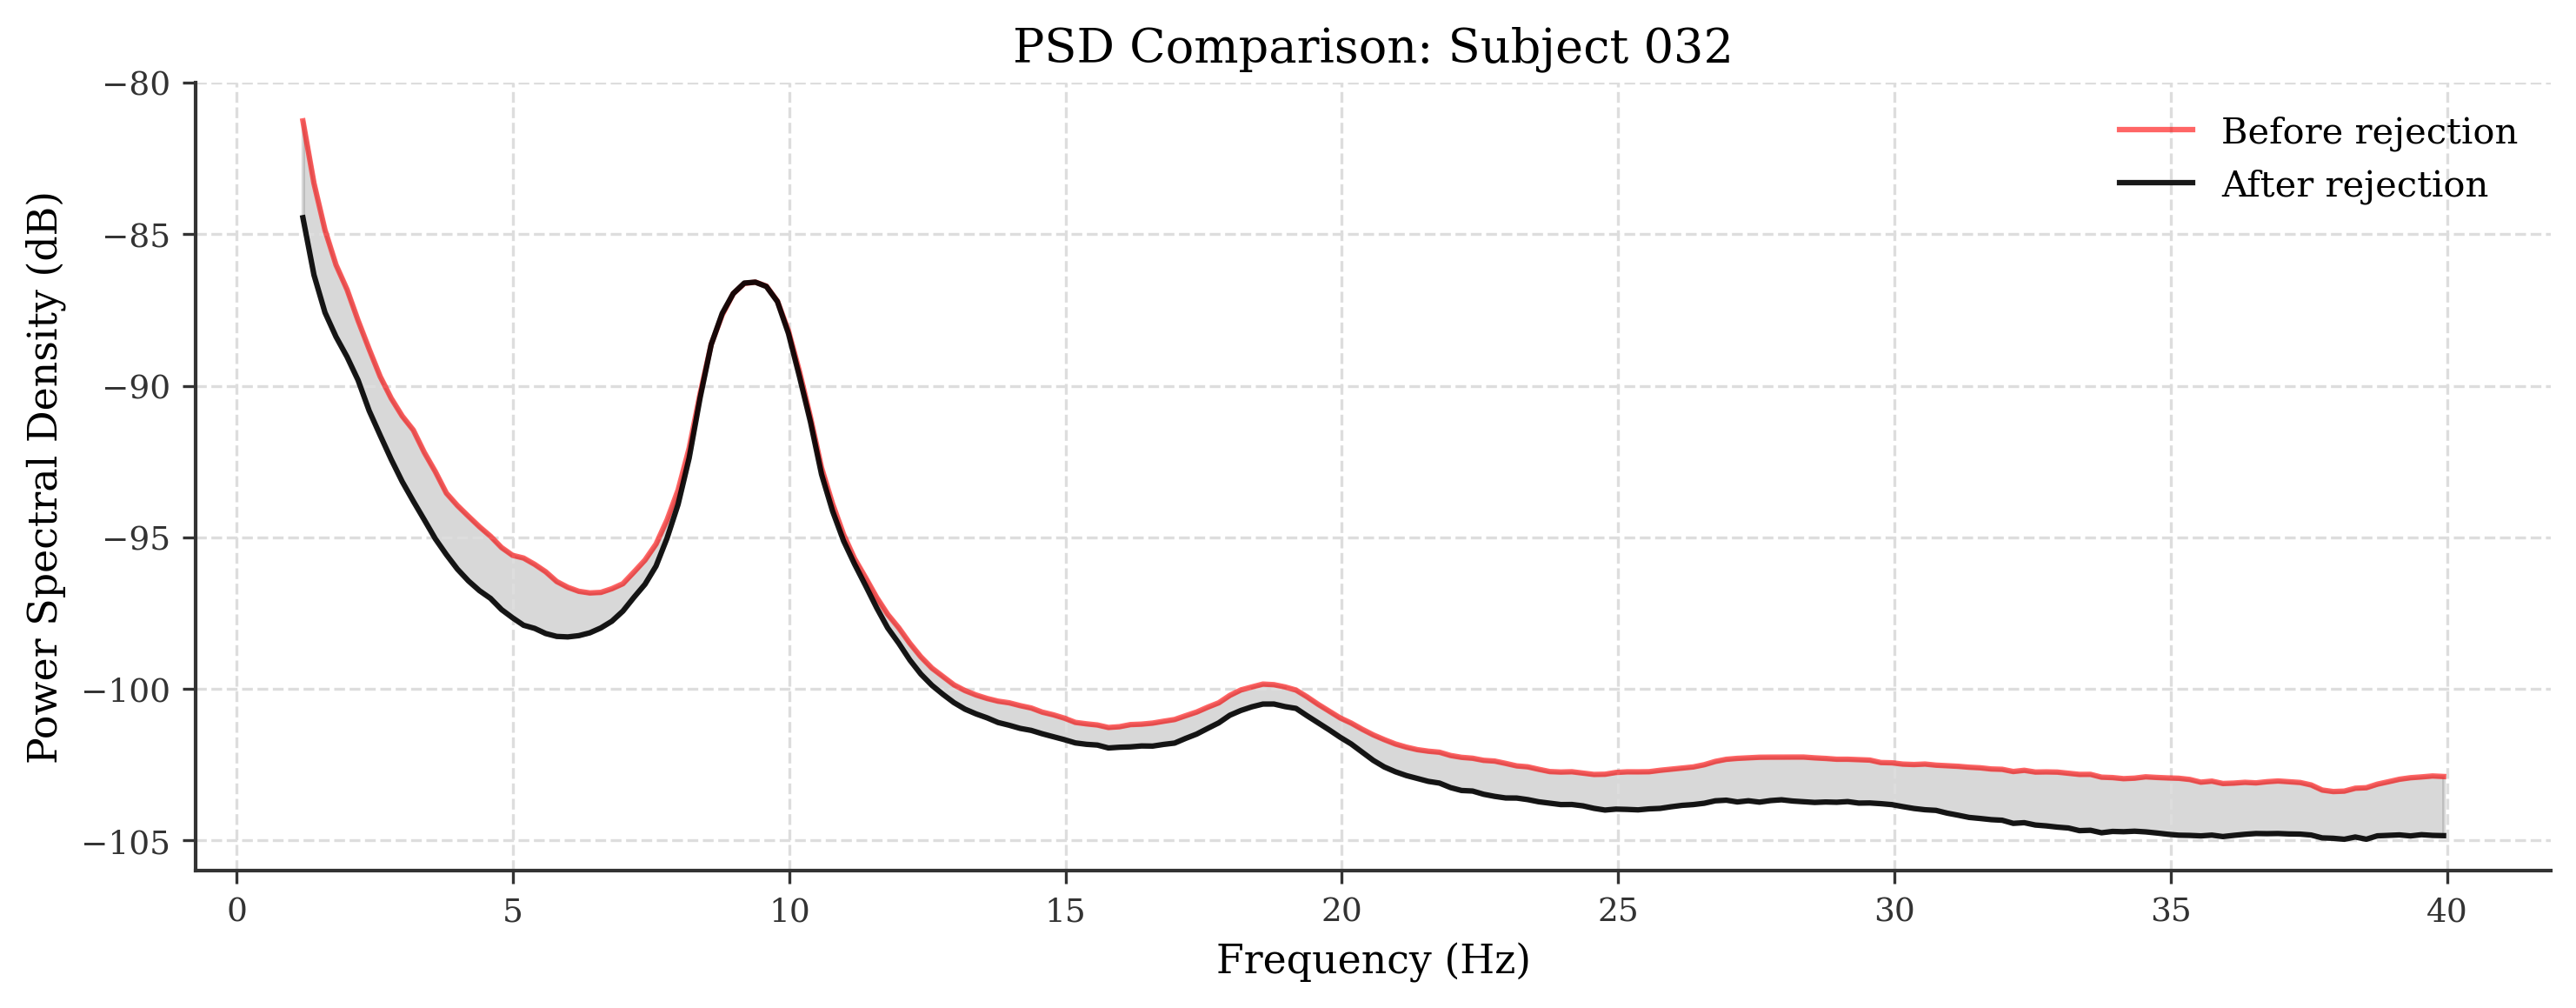 PSD Comparison: Subject 032
Power Spectral Density (dB)
−80
−85
−90
−95
−100
−105
Before rejection
After rejection
0 5 10 15 20 25 30 35 40
Frequency (Hz)